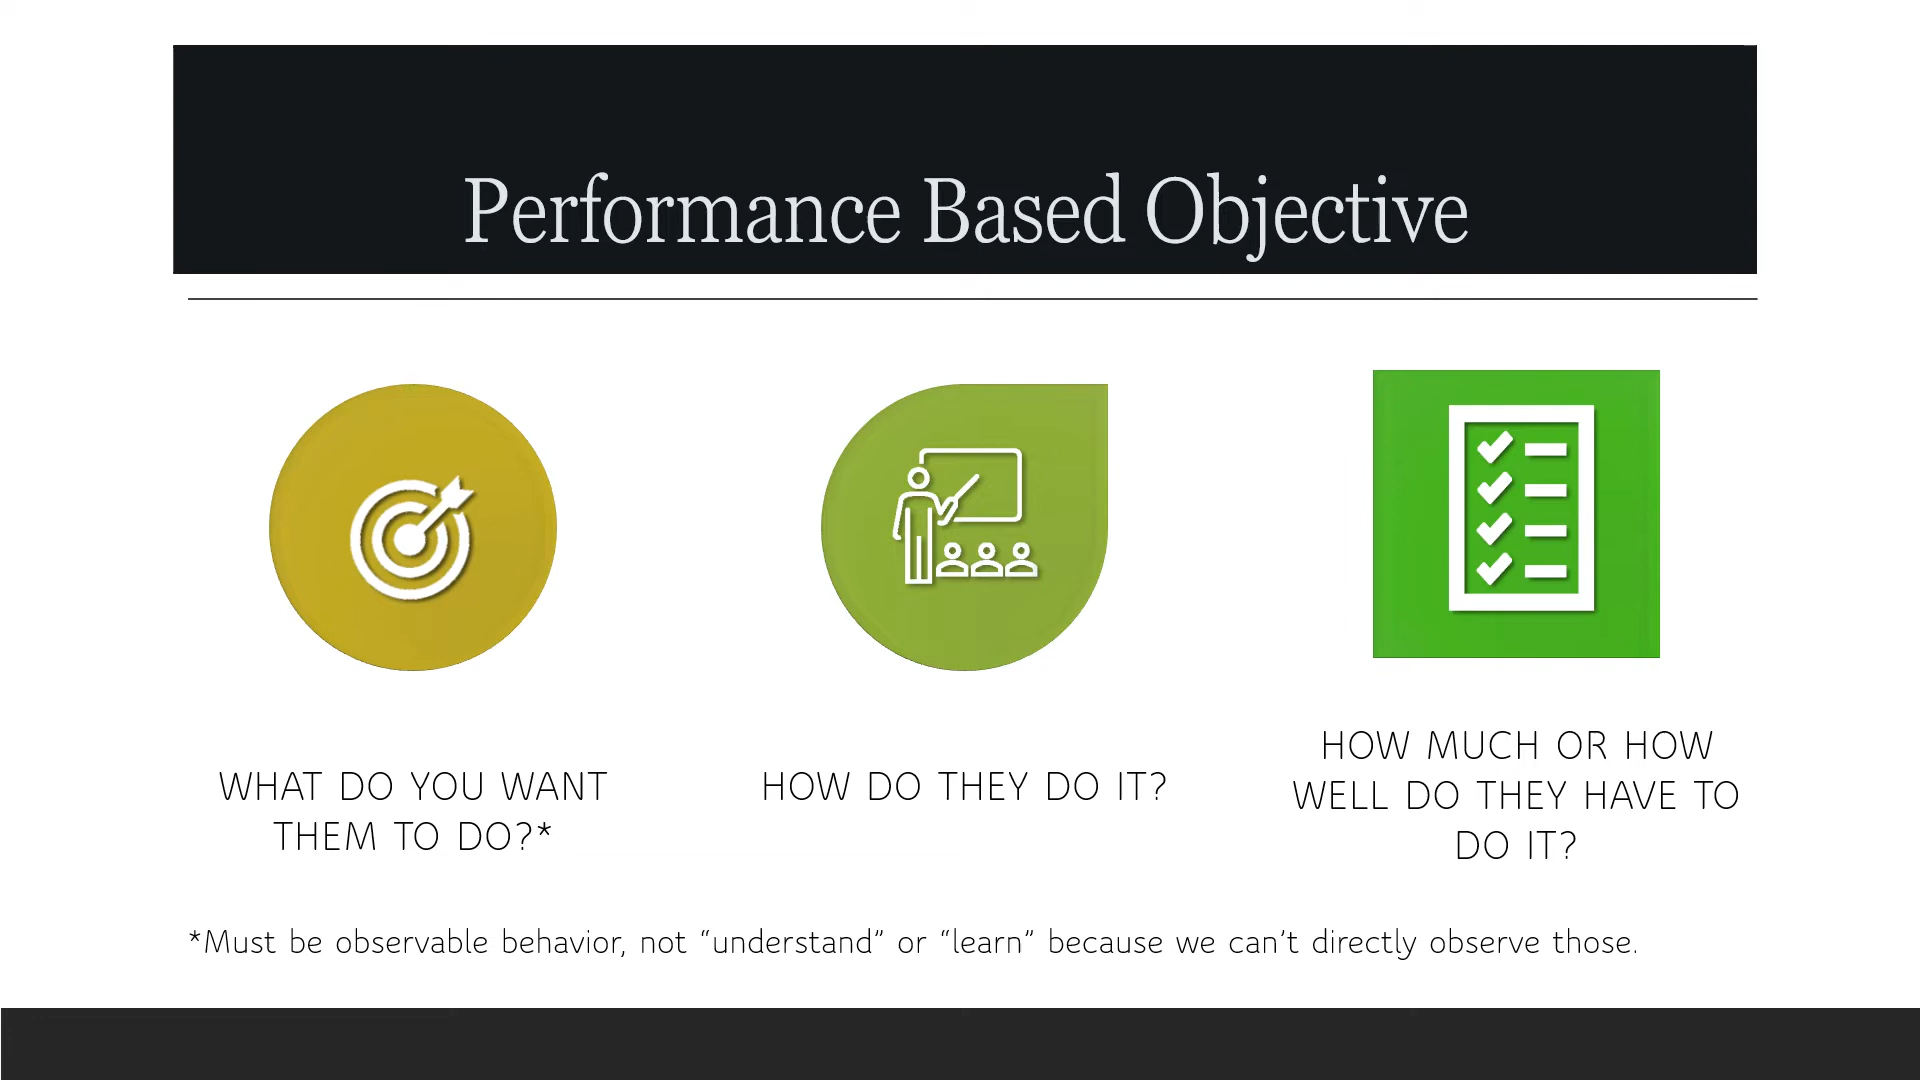 Performance Based Objective
WHAT DO YOU WANT
THEM TO DO?*
HOW DO THEY DO IT?
HOW MUCH OR HOW
WELL DO THEY HAVE TO
DO IT?
*Must be observable behavior, not “understand” or “learn” because we can’t directly observe those.